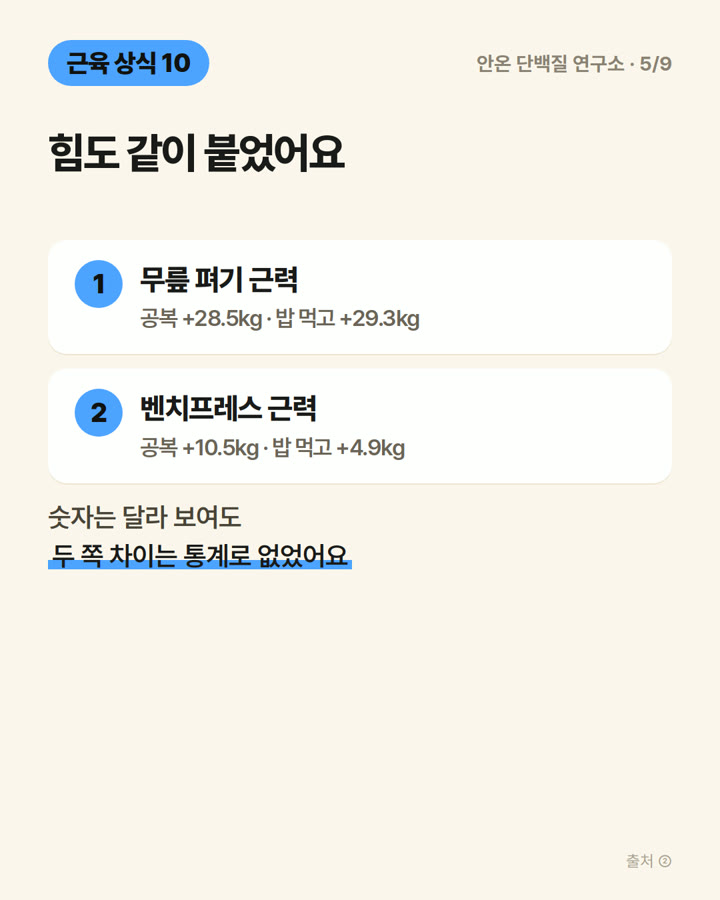 근육 상식 10
안온 단백질 연구소 · 5/9
힘도 같이 붙었어요
1
무릎 펴기 근력
공복 +28.5kg · 밥 먹고 +29.3kg
2
벤치프레스 근력
공복 +10.5kg · 밥 먹고 +4.9kg
숫자는 달라 보여도
두 쪽 차이는 통계로 없었어요
출처 ②